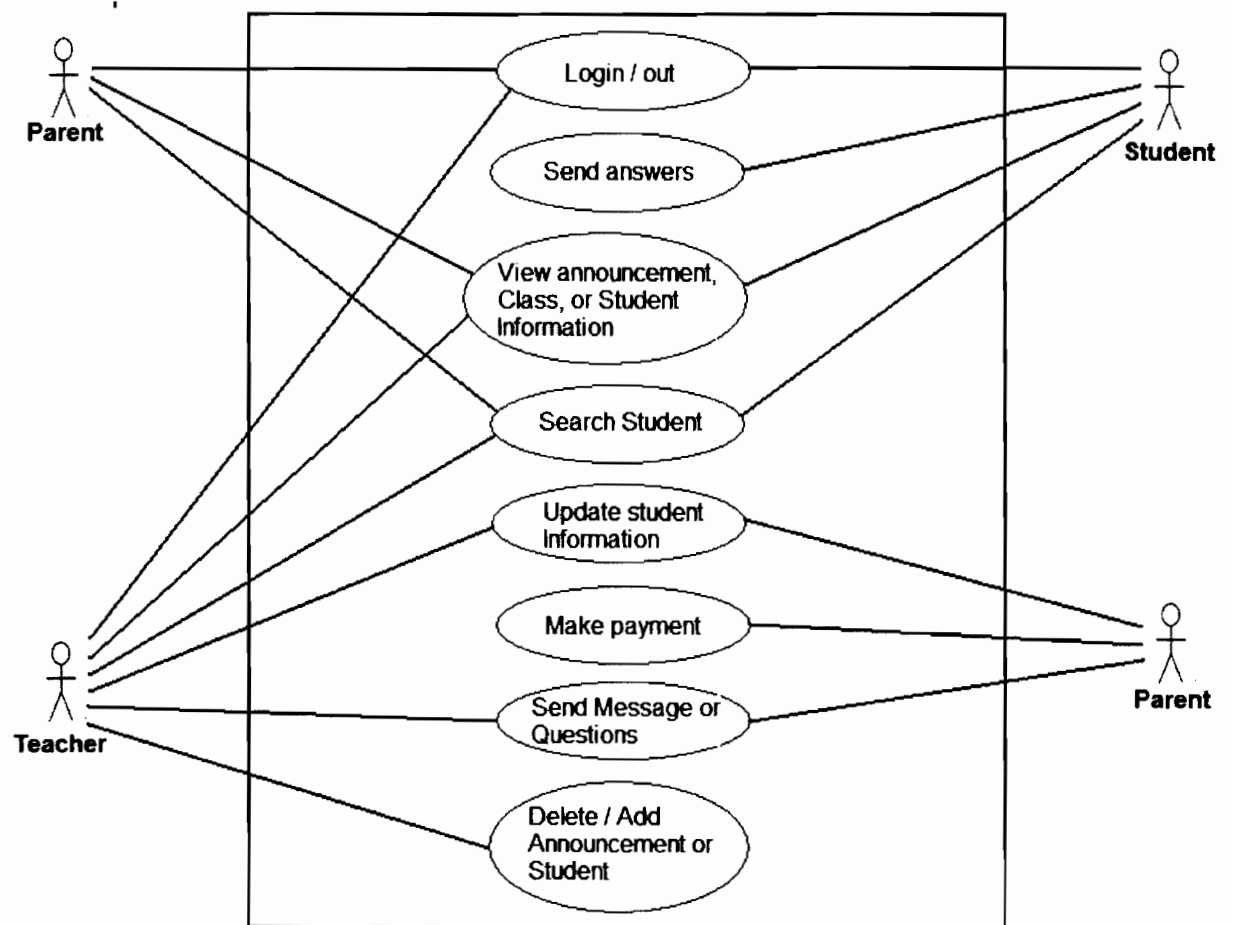 Login / out
Parent
Student
Send answers
View announcement,
Class, or Student
Information
Search Student
Update student
Information
Make payment
Parent
Send Message or
Questions
Teacher
Delete / Add
Announcement or
Student